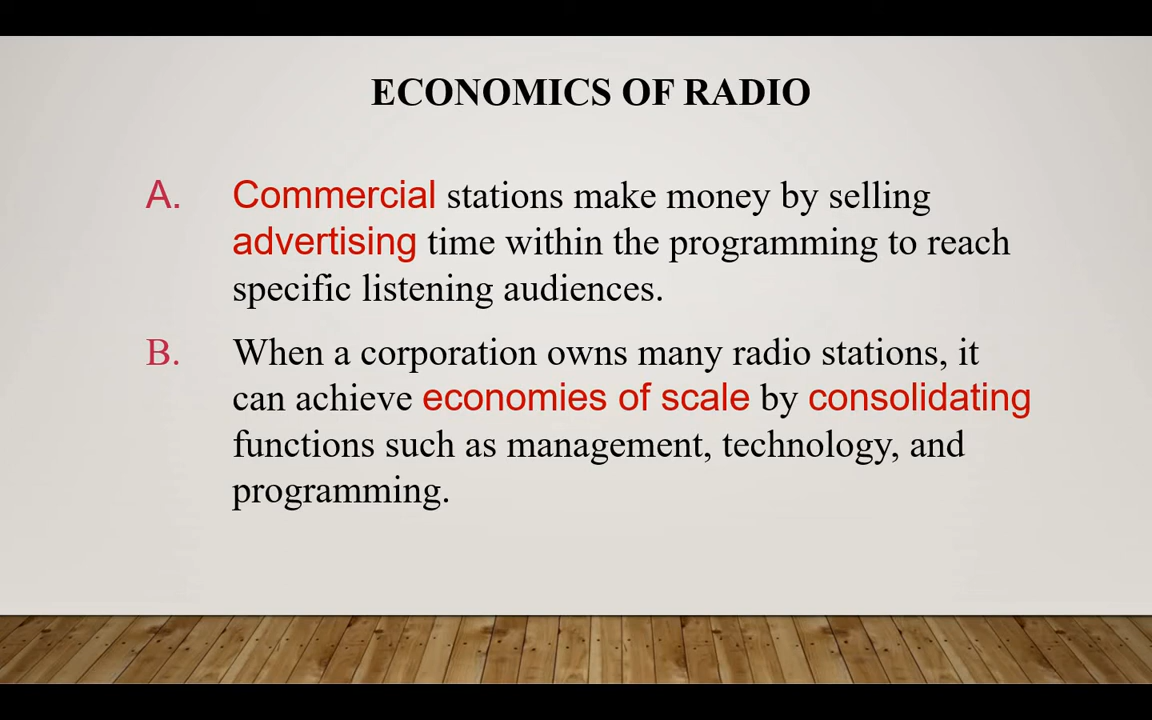 ECONOMICS OF RADIO
A. Commercial stations make money by selling
advertising time within the programming to reach
specific listening audiences.
B. When a corporation owns many radio stations, it
can achieve economies of scale by consolidating
functions such as management, technology, and
programming.